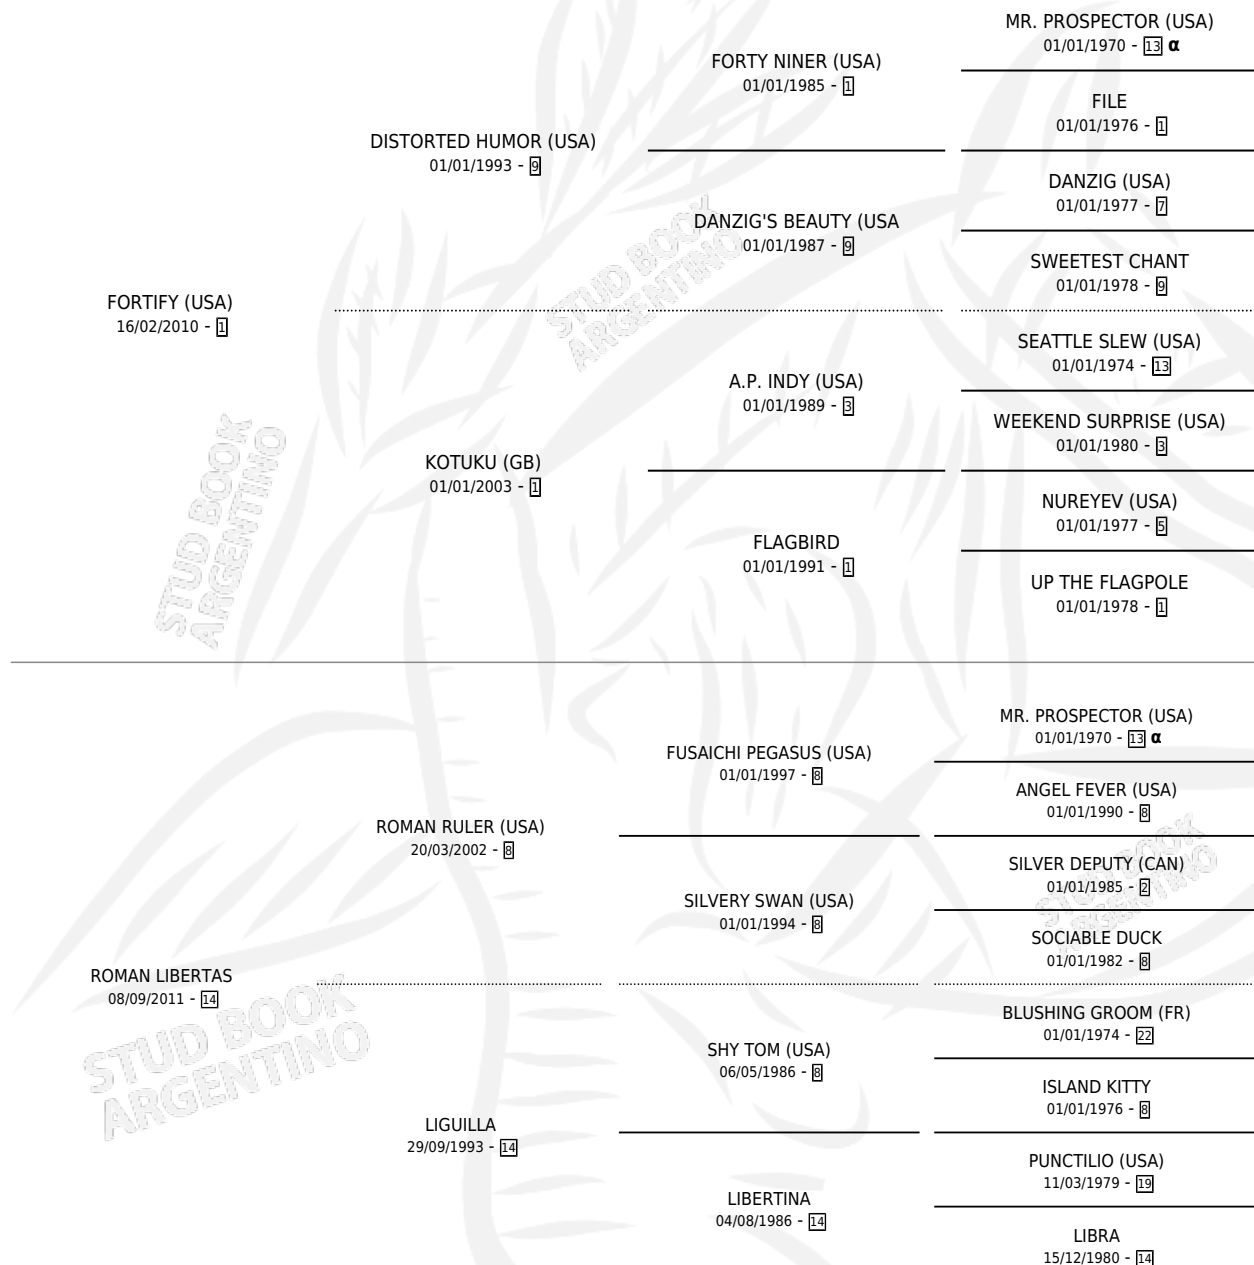 MR. PROSPECTOR (USA)
01/01/1970 - 13 α
FORTY NINER (USA)
01/01/1985 - 1
FILE
01/01/1976 - 1
DISTORTED HUMOR (USA)
01/01/1993 - 9
DANZIG (USA)
01/01/1977 - 7
DANZIG'S BEAUTY (USA
01/01/1987 - 9
SWEETEST CHANT
01/01/1978 - 9
FORTIFY (USA)
16/02/2010 - 1
SEATTLE SLEW (USA)
01/01/1974 - 13
A.P. INDY (USA)
01/01/1989 - 3
WEEKEND SURPRISE (USA)
01/01/1980 - 3
KOTUKU (GB)
01/01/2003 - 1
NUREYEV (USA)
01/01/1977 - 5
FLAGBIRD
01/01/1991 - 1
UP THE FLAGPOLE
01/01/1978 - 1
MR. PROSPECTOR (USA)
01/01/1970 - 13 α
FUSAICHI PEGASUS (USA)
01/01/1997 - 8
ANGEL FEVER (USA)
01/01/1990 - 8
ROMAN RULER (USA)
20/03/2002 - 8
SILVER DEPUTY (CAN)
01/01/1985 - 2
SILVERY SWAN (USA)
01/01/1994 - 8
SOCIABLE DUCK
01/01/1982 - 8
ROMAN LIBERTAS
08/09/2011 - 14
BLUSHING GROOM (FR)
01/01/1974 - 22
SHY TOM (USA)
06/05/1986 - 8
ISLAND KITTY
01/01/1976 - 8
LIGUILLA
29/09/1993 - 14
PUNCTILIO (USA)
11/03/1979 - 19
LIBERTINA
04/08/1986 - 14
LIBRA
15/12/1980 - 14
STUD BOOK
ARGENTINO
STUD BOOK
ARGENTINO
STUD BOOK
ARGENTINO
STUD BOOK
ARGENTINO